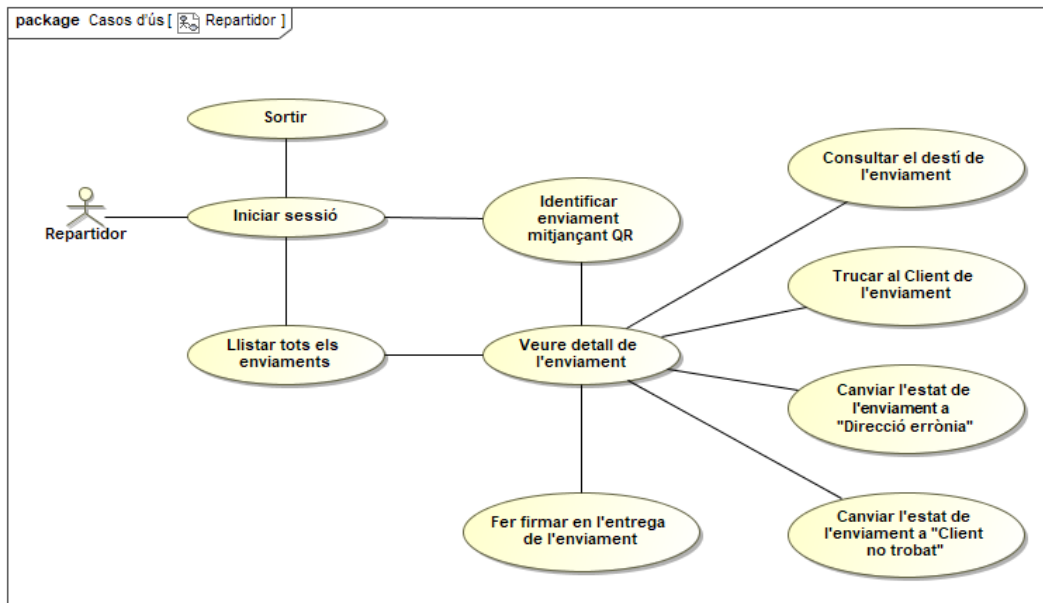 package Casos d'ús [ Repartidor ]
Sortir
Repartidor
Iniciar sessió
Identificar
enviament
mitjançant QR
Consultar el destí de
l'enviament
Trucar al Client de
l'enviament
Llistar tots els
enviaments
Veure detall de
l'enviament
Canviar l'estat de
l'enviament a
"Direcció errònia"
Fer firmar en l'entrega
de l'enviament
Canviar l'estat de
l'enviament a "Client
no trobat"